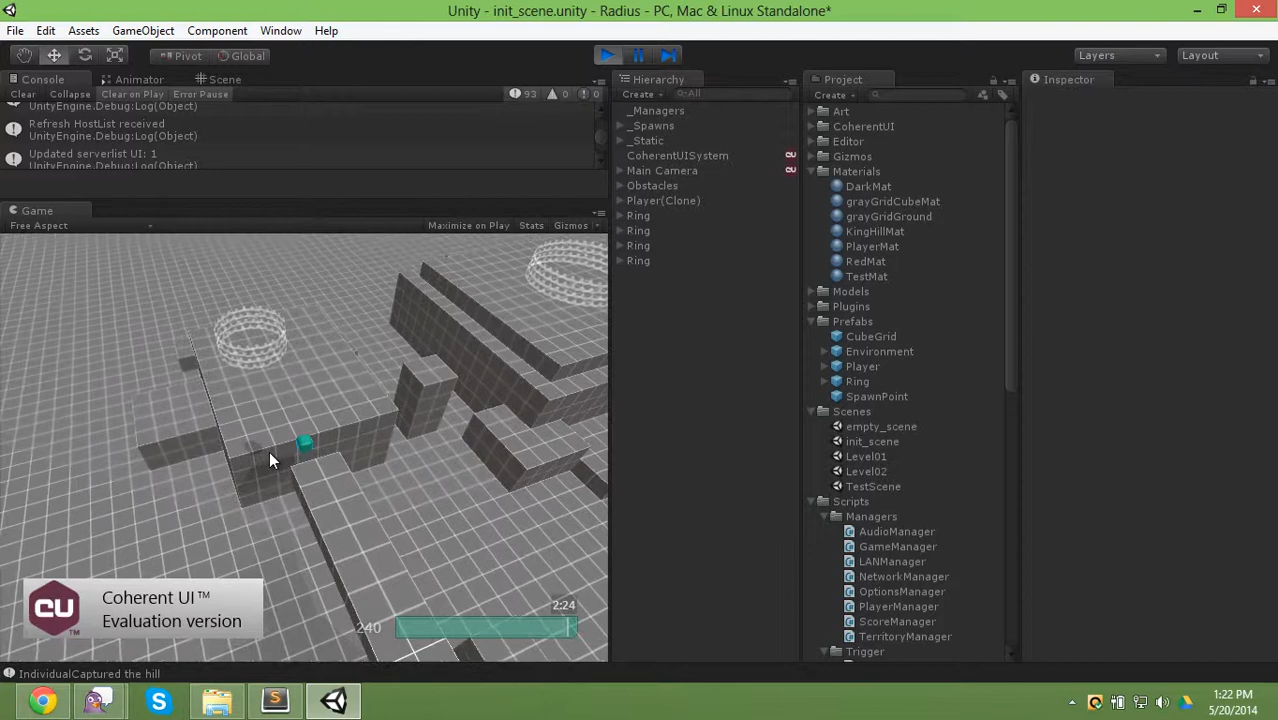 Unity - init_scene.unity - Radius - PC, Mac & Linux Standalone*
File Edit Assets GameObject Component Window Help
Pivot Global Layers Layout
Console Animator Scene
Clear Collapse Clear on Play Error Pause 93 0 0
UnityEngine.Debug:Log(Object)
Refresh HostList received
UnityEngine.Debug:Log(Object)
Updated serverlist UI: 1
UnityEngine.Debug:Log(Object)
Game
Free Aspect Maximize on Play Stats Gizmos
Coherent UI™
Evaluation version
2:24
240
IndividualCaptured the hill
Hierarchy
Create All
_Managers
_Spawns
_Static
CoherentUISystem
Main Camera
Obstacles
Player(Clone)
Ring
Ring
Ring
Ring
Project
Create
Art
CoherentUI
Editor
Gizmos
Materials
DarkMat
grayGridCubeMat
grayGridGround
KingHillMat
PlayerMat
RedMat
TestMat
Models
Plugins
Prefabs
CubeGrid
Environment
Player
Ring
SpawnPoint
Scenes
empty_scene
init_scene
Level01
Level02
TestScene
Scripts
Managers
AudioManager
GameManager
LANManager
NetworkManager
OptionsManager
PlayerManager
ScoreManager
TerritoryManager
Trigger
Inspector
1:22 PM
5/20/2014